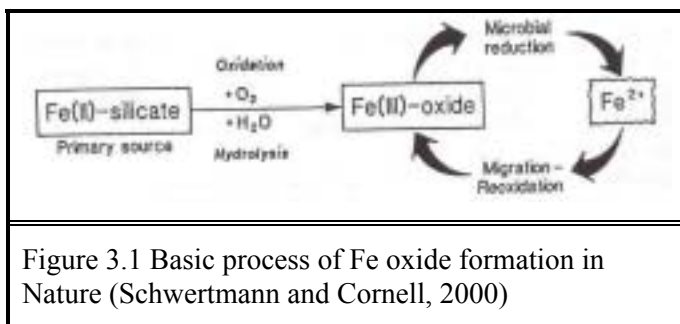 Microbial
reduction
Oxidation
+O₂
Fe(II)-silicate
Fe(III)-oxide
Fe²⁺
+H₂O
Primary source
Hydrolysis
Migration –
Reoxidation
Figure 3.1 Basic process of Fe oxide formation in
Nature (Schwertmann and Cornell, 2000)